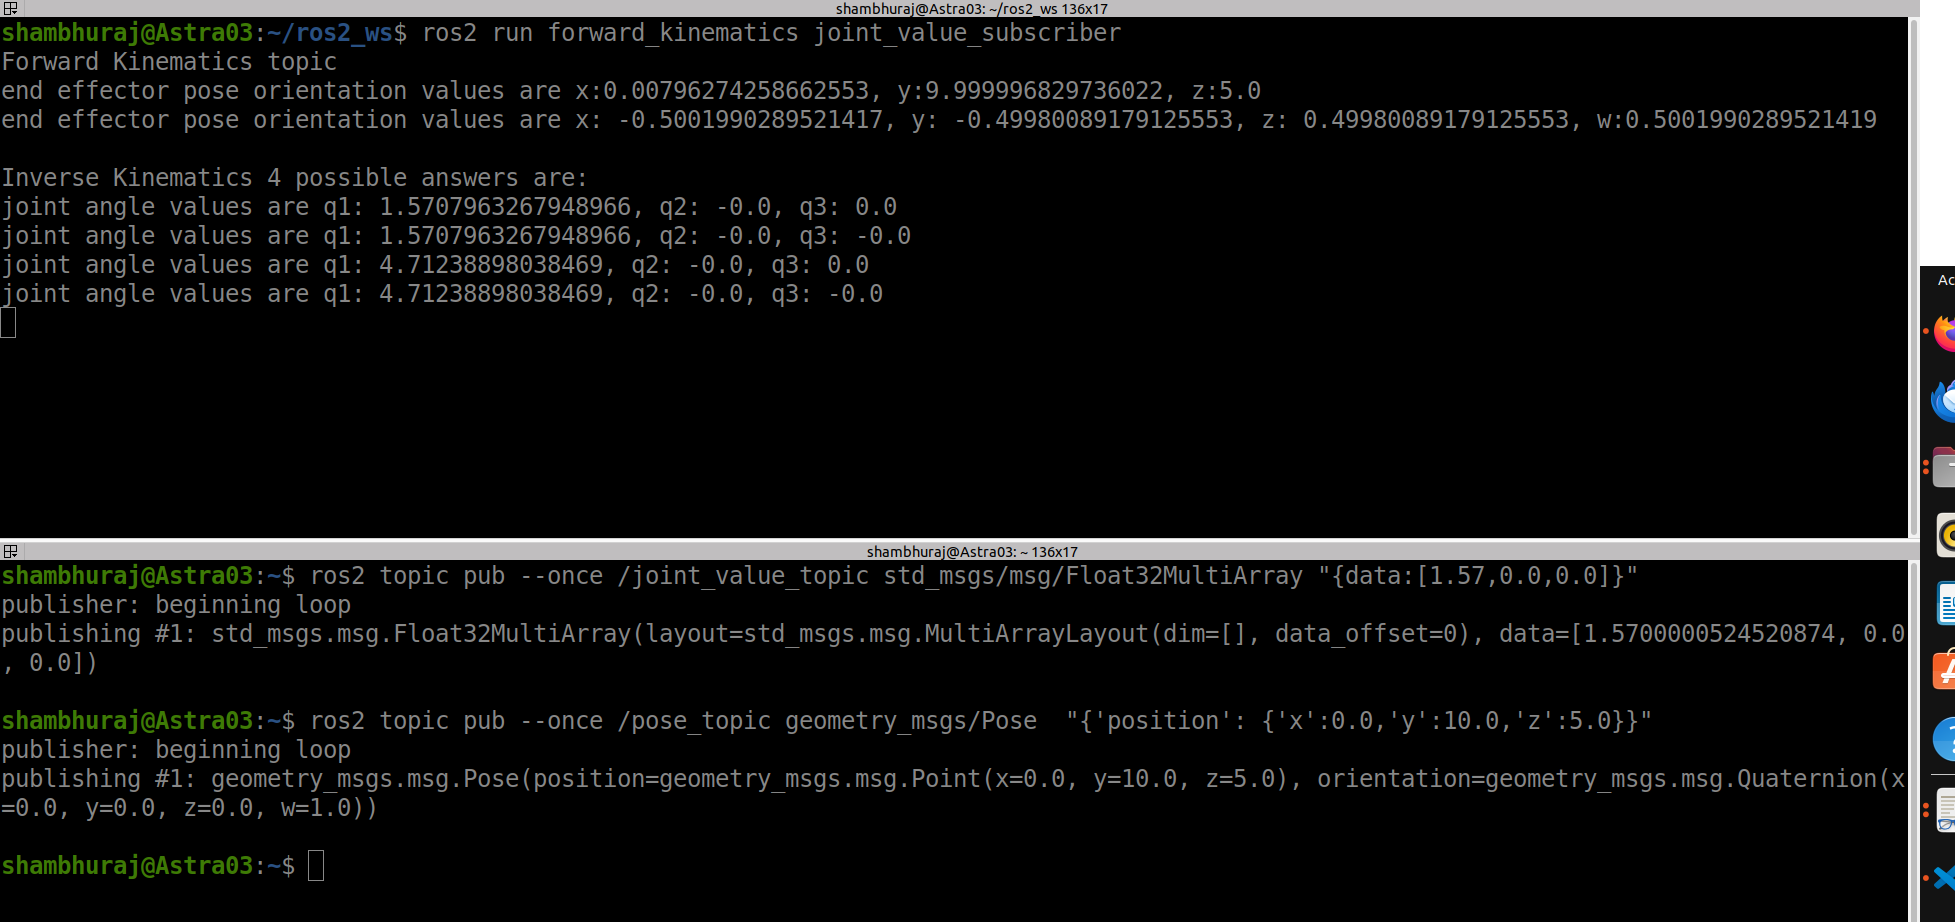 shambhuraj@Astra03: ~/ros2_ws 136x17
shambhuraj@Astra03:~/ros2_ws$ ros2 run forward_kinematics joint_value_subscriber
Forward Kinematics topic
end effector pose orientation values are x:0.00796274258662553, y:9.999996829736022, z:5.0
end effector pose orientation values are x: -0.5001990289521417, y: -0.49980089179125553, z: 0.49980089179125553, w:0.5001990289521419
Inverse Kinematics 4 possible answers are:
joint angle values are q1: 1.5707963267948966, q2: -0.0, q3: 0.0
joint angle values are q1: 1.5707963267948966, q2: -0.0, q3: -0.0
joint angle values are q1: 4.71238898038469, q2: -0.0, q3: 0.0
joint angle values are q1: 4.71238898038469, q2: -0.0, q3: -0.0
shambhuraj@Astra03: ~ 136x17
shambhuraj@Astra03:~$ ros2 topic pub --once /joint_value_topic std_msgs/msg/Float32MultiArray "{data:[1.57,0.0,0.0]}"
publisher: beginning loop
publishing #1: std_msgs.msg.Float32MultiArray(layout=std_msgs.msg.MultiArrayLayout(dim=[], data_offset=0), data=[1.5700000524520874, 0.0
, 0.0])
shambhuraj@Astra03:~$ ros2 topic pub --once /pose_topic geometry_msgs/Pose  "{'position': {'x':0.0,'y':10.0,'z':5.0}}"
publisher: beginning loop
publishing #1: geometry_msgs.msg.Pose(position=geometry_msgs.msg.Point(x=0.0, y=10.0, z=5.0), orientation=geometry_msgs.msg.Quaternion(x
=0.0, y=0.0, z=0.0, w=1.0))
shambhuraj@Astra03:~$